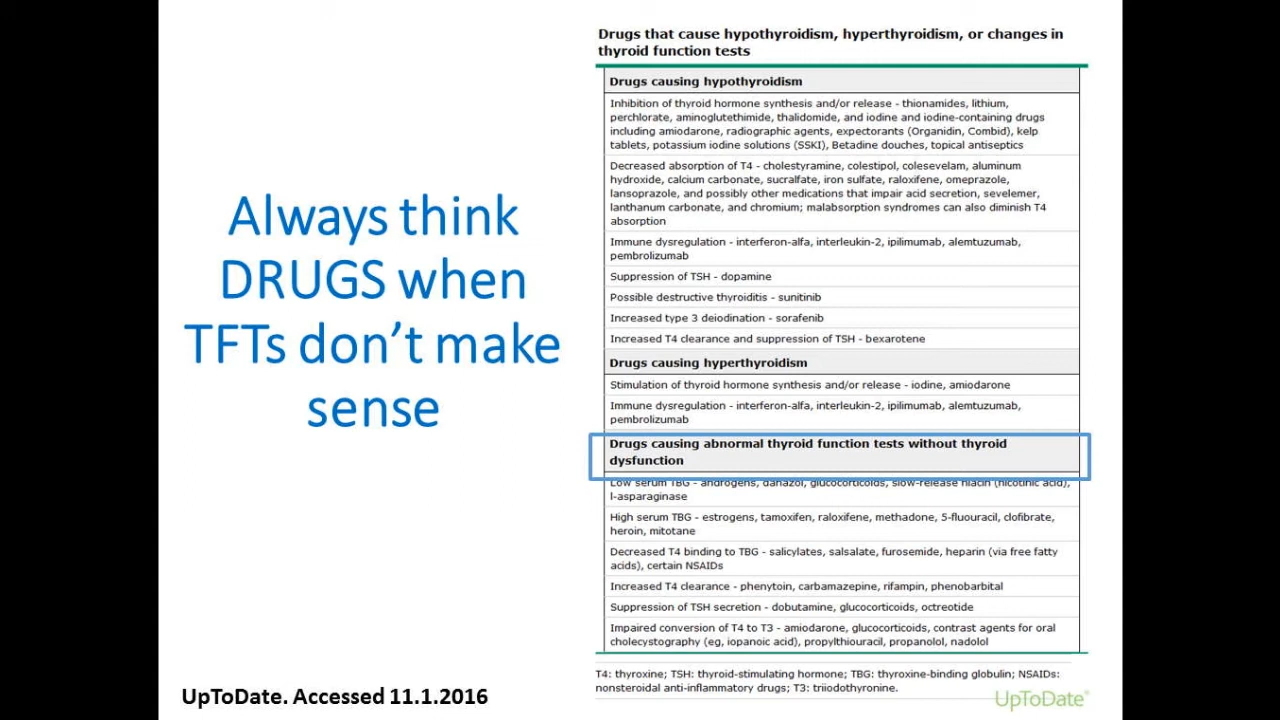 Always think
DRUGS when
TFTs don't make
sense
UpToDate. Accessed 11.1.2016
Drugs that cause hypothyroidism, hyperthyroidism, or changes in
thyroid function tests
Drugs causing hypothyroidism
Inhibition of thyroid hormone synthesis and/or release - thionamides, lithium,
perchlorate, aminoglutethimide, thalidomide, and iodine and iodine-containing drugs
including amiodarone, radiographic agents, expectorants (Organidin, Combid), kelp
tablets, potassium iodine solutions (SSKI), Betadine douches, topical antiseptics
Decreased absorption of T4 - cholestyramine, colestipol, colesevelam, aluminum
hydroxide, calcium carbonate, sucralfate, iron sulfate, raloxifene, omeprazole,
lansoprazole, and possibly other medications that impair acid secretion, sevelemer,
lanthanum carbonate, and chromium; malabsorption syndromes can also diminish T4
absorption
Immune dysregulation - interferon-alfa, interleukin-2, ipilimumab, alemtuzumab,
pembrolizumab
Suppression of TSH - dopamine
Possible destructive thyroiditis - sunitinib
Increased type 3 deiodination - sorafenib
Increased T4 clearance and suppression of TSH - bexarotene
Drugs causing hyperthyroidism
Stimulation of thyroid hormone synthesis and/or release - iodine, amiodarone
Immune dysregulation - interferon-alfa, interleukin-2, ipilimumab, alemtuzumab,
pembrolizumab
Drugs causing abnormal thyroid function tests without thyroid
dysfunction
Low serum TBG - androgens, danazol, glucocorticoids, slow-release niacin (nicotinic acid),
l-asparaginase
High serum TBG - estrogens, tamoxifen, raloxifene, methadone, 5-fluouracil, clofibrate,
heroin, mitotane
Decreased T4 binding to TBG - salicylates, salsalate, furosemide, heparin (via free fatty
acids), certain NSAIDs
Increased T4 clearance - phenytoin, carbamazepine, rifampin, phenobarbital
Suppression of TSH secretion - dobutamine, glucocorticoids, octreotide
Impaired conversion of T4 to T3 - amiodarone, glucocorticoids, contrast agents for oral
cholecystography (eg, iopanoic acid), propylthiouracil, propanolol, nadolol
T4: thyroxine; TSH: thyroid-stimulating hormone; TBG: thyroxine-binding globulin; NSAIDs:
nonsteroidal anti-inflammatory drugs; T3: triiodothyronine.
UpToDate®